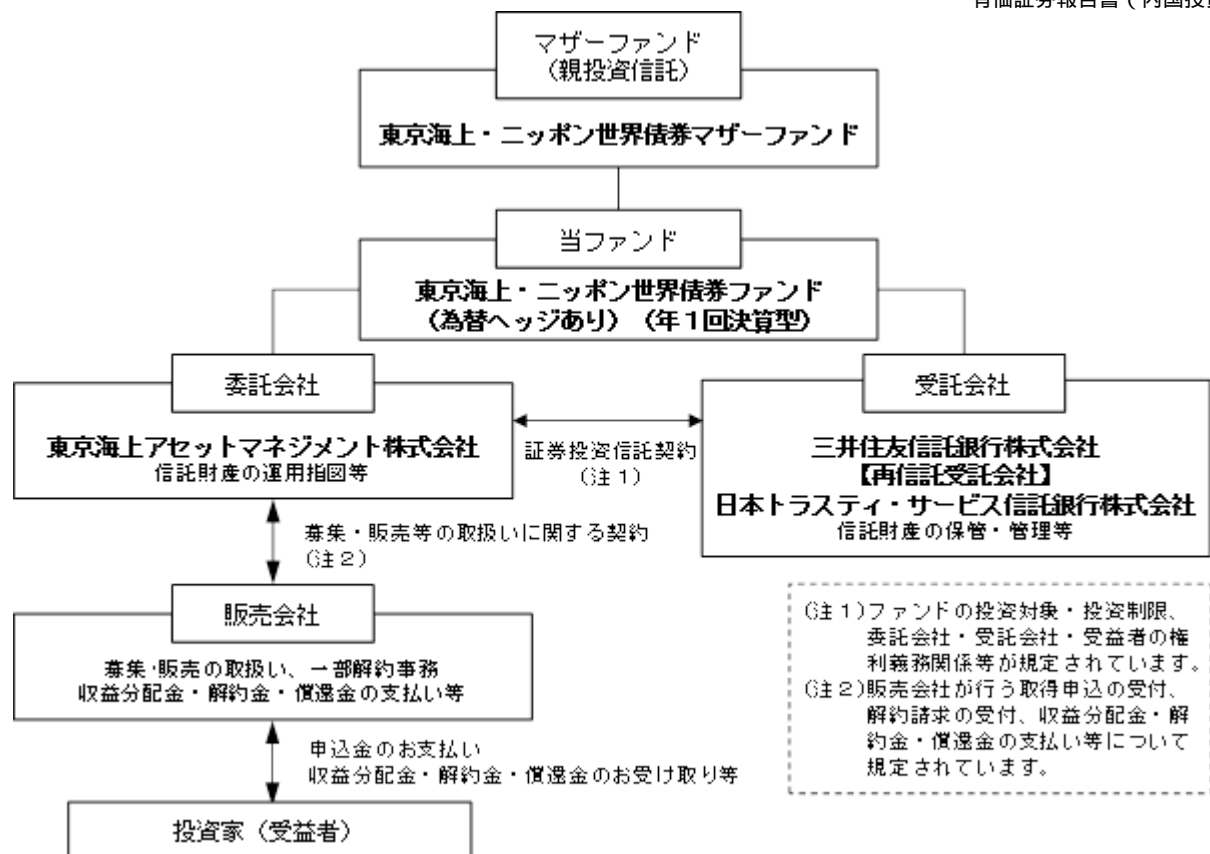 有価証券報告書（内国投資
マザーファンド
（親投資信託）
東京海上・ニッポン世界債券マザーファンド
当ファンド
東京海上・ニッポン世界債券ファンド
（為替ヘッジあり）（年１回決算型）
委託会社
東京海上アセットマネジメント株式会社
信託財産の運用指図等
証券投資信託契約
（注１）
受託会社
三井住友信託銀行株式会社
【再信託受託会社】
日本トラスティ・サービス信託銀行株式会社
信託財産の保管・管理等
募集・販売等の取扱いに関する契約
（注２）
販売会社
募集・販売の取扱い、一部解約事務
収益分配金・解約金・償還金の支払い等
申込金のお支払い
収益分配金・解約金・償還金のお受け取り等
投資家（受益者）
（注１）ファンドの投資対象・投資制限、
委託会社・受託会社・受益者の権
利義務関係等が規定されています。
（注２）販売会社が行う取得申込の受付、
解約請求の受付、収益分配金・解
約金・償還金の支払い等について
規定されています。